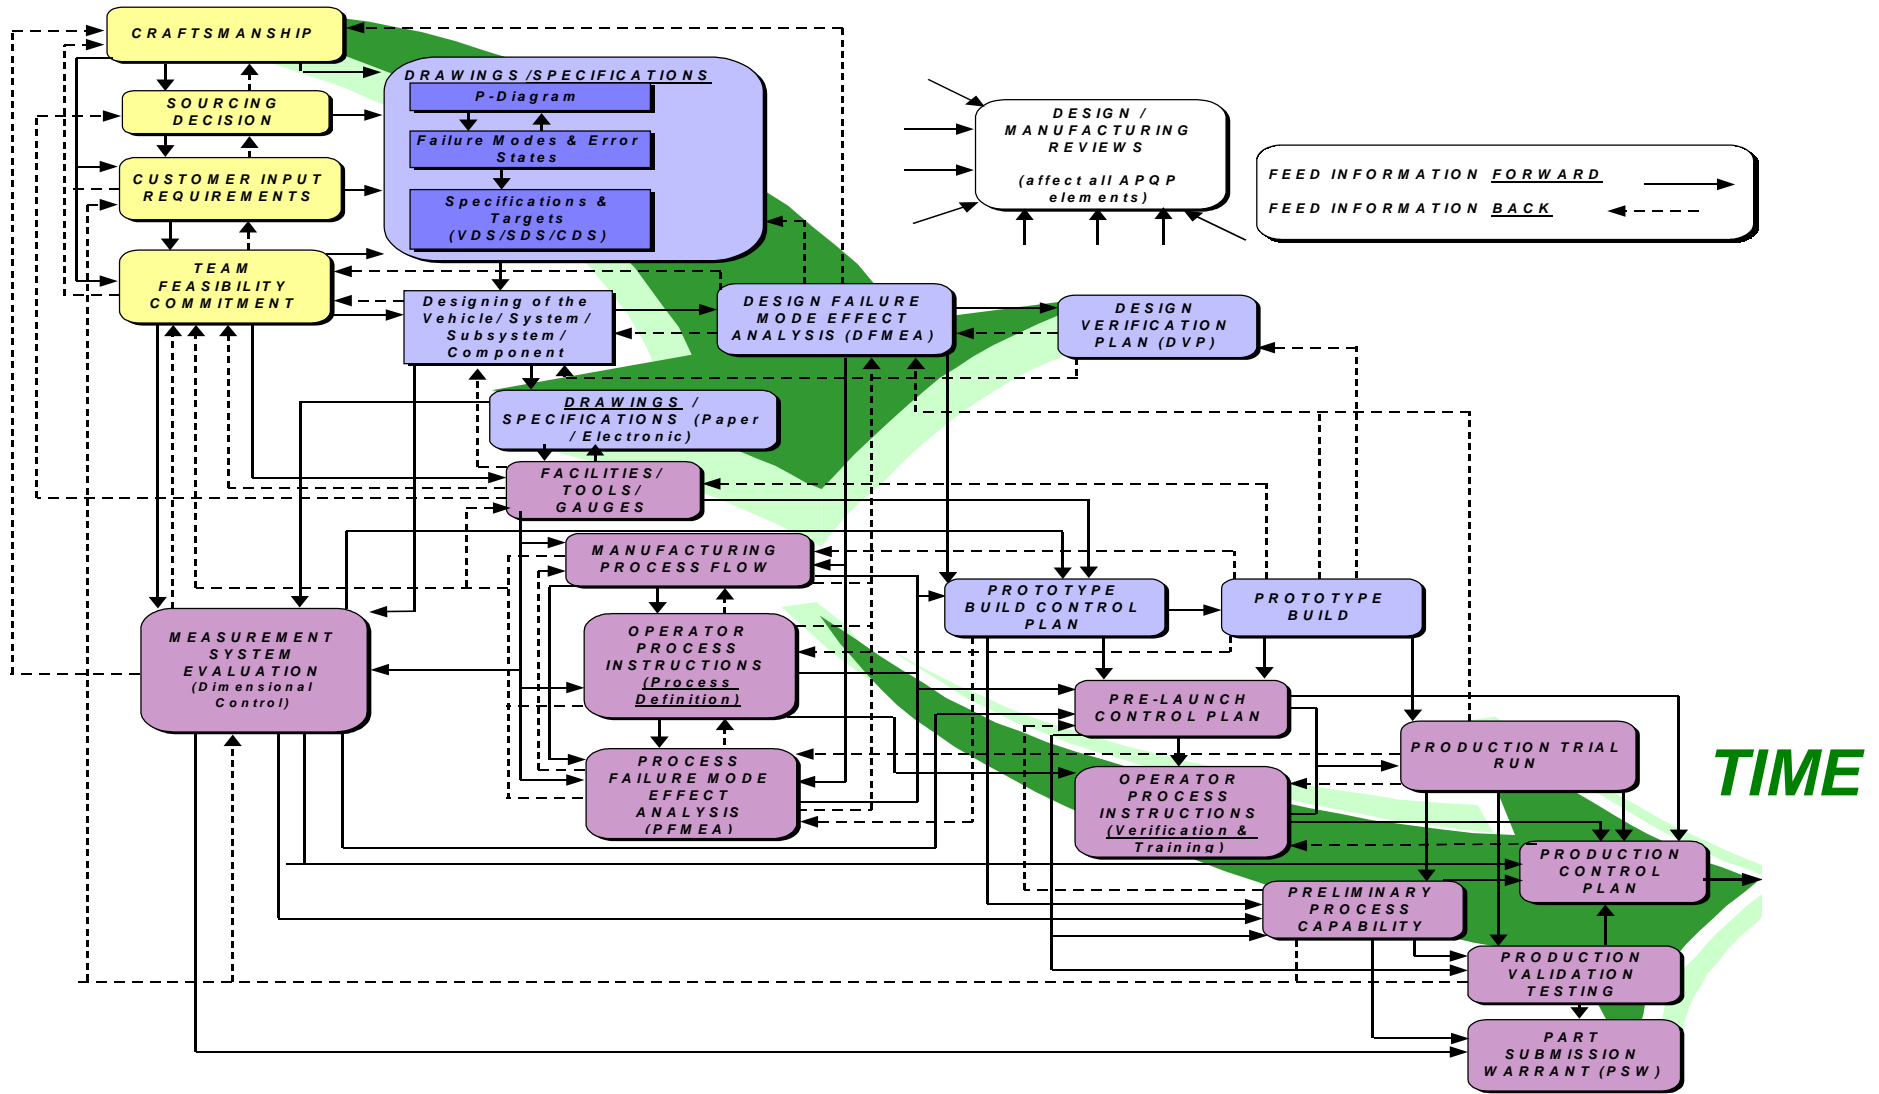 CRAFTSMANSHIP
SOURCING
DECISION
CUSTOMER INPUT
REQUIREMENTS
TEAM
FEASIBILITY
COMMITMENT
DRAWINGS /SPECIFICATIONS
P-Diagram
Failure Modes & Error
States
Specifications &
Targets
(VDS/SDS/CDS)
DESIGN /
MANUFACTURING
REVIEWS
(affect all APQP
elements)
FEED INFORMATION FORWARD
FEED INFORMATION BACK
Designing of the
Vehicle/ System/
Subsystem/
Component
DESIGN FAILURE
MODE EFFECT
ANALYSIS (DFMEA)
DESIGN
VERIFICATION
PLAN (DVP)
DRAWINGS /
SPECIFICATIONS (Paper
/ Electronic)
FACILITIES/
TOOLS/
GAUGES
MANUFACTURING
PROCESS FLOW
OPERATOR
PROCESS
INSTRUCTIONS
(Process
Definition)
PROCESS
FAILURE MODE
EFFECT
ANALYSIS
(PFMEA)
MEASUREMENT
SYSTEM
EVALUATION
(Dimensional
Control)
PROTOTYPE
BUILD CONTROL
PLAN
PROTOTYPE
BUILD
PRE-LAUNCH
CONTROL PLAN
OPERATOR
PROCESS
INSTRUCTIONS
(Verification &
Training)
PRODUCTION TRIAL
RUN
TIME
PRODUCTION
CONTROL
PLAN
PRELIMINARY
PROCESS
CAPABILITY
PRODUCTION
VALIDATION
TESTING
PART
SUBMISSION
WARRANT (PSW)